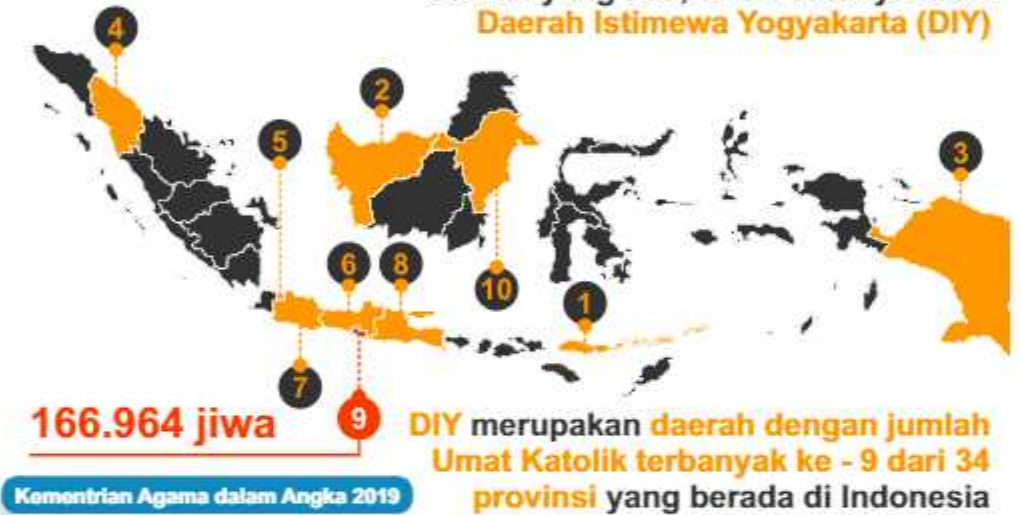 Daerah Istimewa Yogyakarta (DIY)
4
2
5
3
6
8
10
1
7
9
166.964 jiwa
DIY merupakan daerah dengan jumlah
Umat Katolik terbanyak ke - 9 dari 34
provinsi yang berada di Indonesia
Kementrian Agama dalam Angka 2019